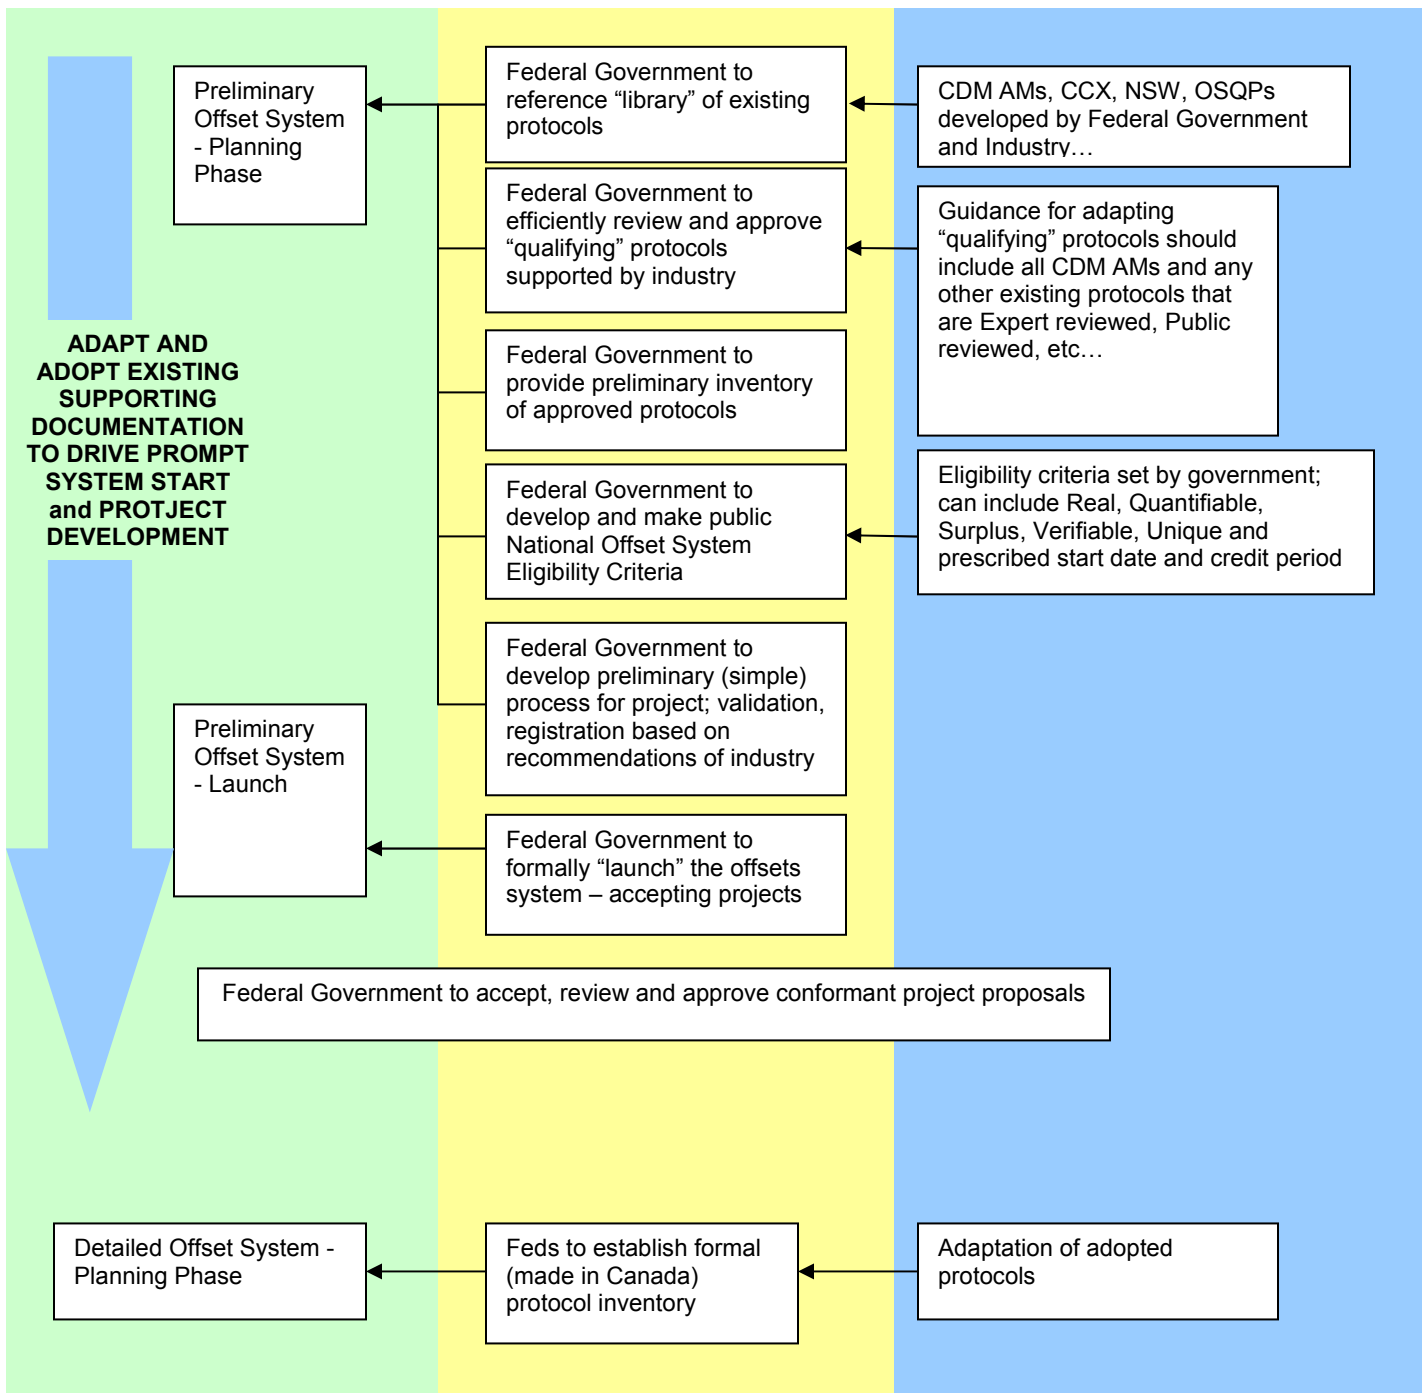 Preliminary
Offset System
- Planning
Phase
Federal Government to
reference “library” of existing
protocols
CDM AMs, CCX, NSW, OSQPs
developed by Federal Government
and Industry…
Federal Government to
efficiently review and approve
“qualifying” protocols
supported by industry
Guidance for adapting
“qualifying” protocols should
include all CDM AMs and any
other existing protocols that
are Expert reviewed, Public
reviewed, etc…
ADAPT AND
ADOPT EXISTING
SUPPORTING
DOCUMENTATION
TO DRIVE PROMPT
SYSTEM START
and PROTJECT
DEVELOPMENT
Federal Government to
provide preliminary inventory
of approved protocols
Federal Government to
develop and make public
National Offset System
Eligibility Criteria
Eligibility criteria set by government;
can include Real, Quantifiable,
Surplus, Verifiable, Unique and
prescribed start date and credit period
Federal Government to
develop preliminary (simple)
process for project; validation,
registration based on
recommendations of industry
Preliminary
Offset System
- Launch
Federal Government to
formally “launch” the offsets
system – accepting projects
Federal Government to accept, review and approve conformant project proposals
Detailed Offset System -
Planning Phase
Feds to establish formal
(made in Canada)
protocol inventory
Adaptation of adopted
protocols